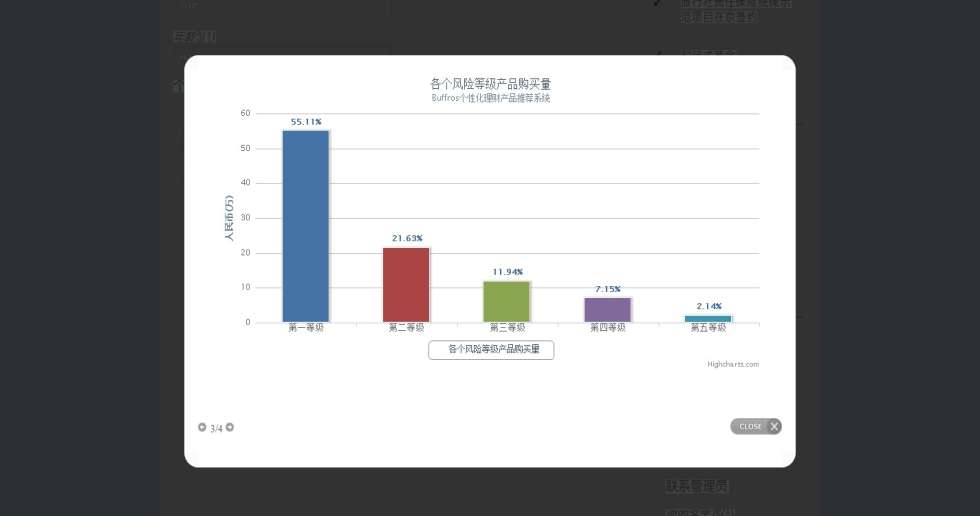 各个风险等级产品购买量
Buffros个性化理财产品推荐系统
60
50
40
30
20
10
0
人民币(万)
55.11%
21.63%
11.94%
7.15%
2.14%
第一等级
第二等级
第三等级
第四等级
第五等级
各个风险等级产品购买量
Highcharts.com
3/4
CLOSE
联系管理员